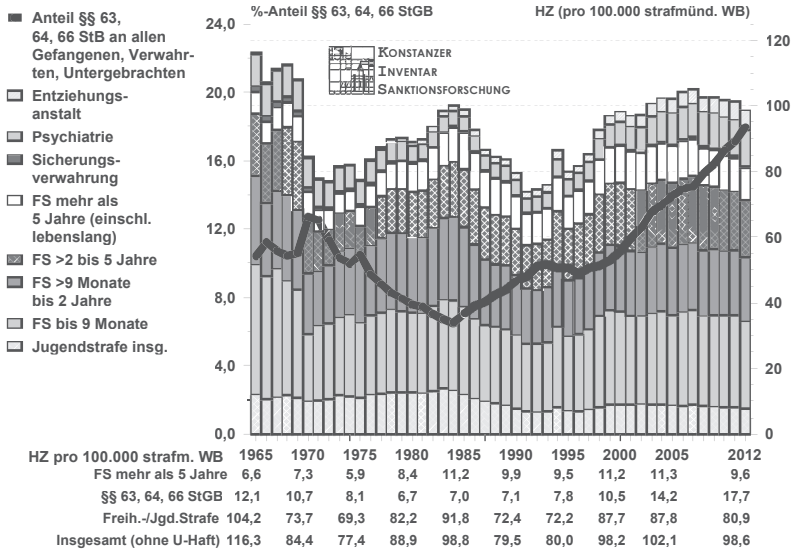 %-Anteil §§ 63, 64, 66 StGB
HZ (pro 100.000 strafmünd. WB)
Anteil §§ 63,
64, 66 StB an allen
Gefangenen, Verwahr-
ten, Untergebrachten
Entziehungs-
anstalt
Psychiatrie
Sicherungs-
verwahrung
FS mehr als
5 Jahre (einschl.
lebenslang)
FS >2 bis 5 Jahre
FS >9 Monate
bis 2 Jahre
FS bis 9 Monate
Jugendstrafe insg.
24,0
20,0
16,0
12,0
8,0
4,0
0,0
KONSTANZER
INVENTAR
SANKTIONSFORSCHUNG
120
100
80
60
40
20
0
1965 1970 1975 1980 1985 1990 1995 2000 2005 2012
HZ pro 100.000 strafm. WB
FS mehr als 5 Jahre 6,6 7,3 5,9 8,4 11,2 9,9 9,5 11,2 11,3 9,6
§§ 63, 64, 66 StGB 12,1 10,7 8,1 6,7 7,0 7,1 7,8 10,5 14,2 17,7
Freih.-/Jgd.Strafe 104,2 73,7 69,3 82,2 91,8 72,4 72,2 87,7 87,8 80,9
Insgesamt (ohne U-Haft) 116,3 84,4 77,4 88,9 98,8 79,5 80,0 98,2 102,1 98,6